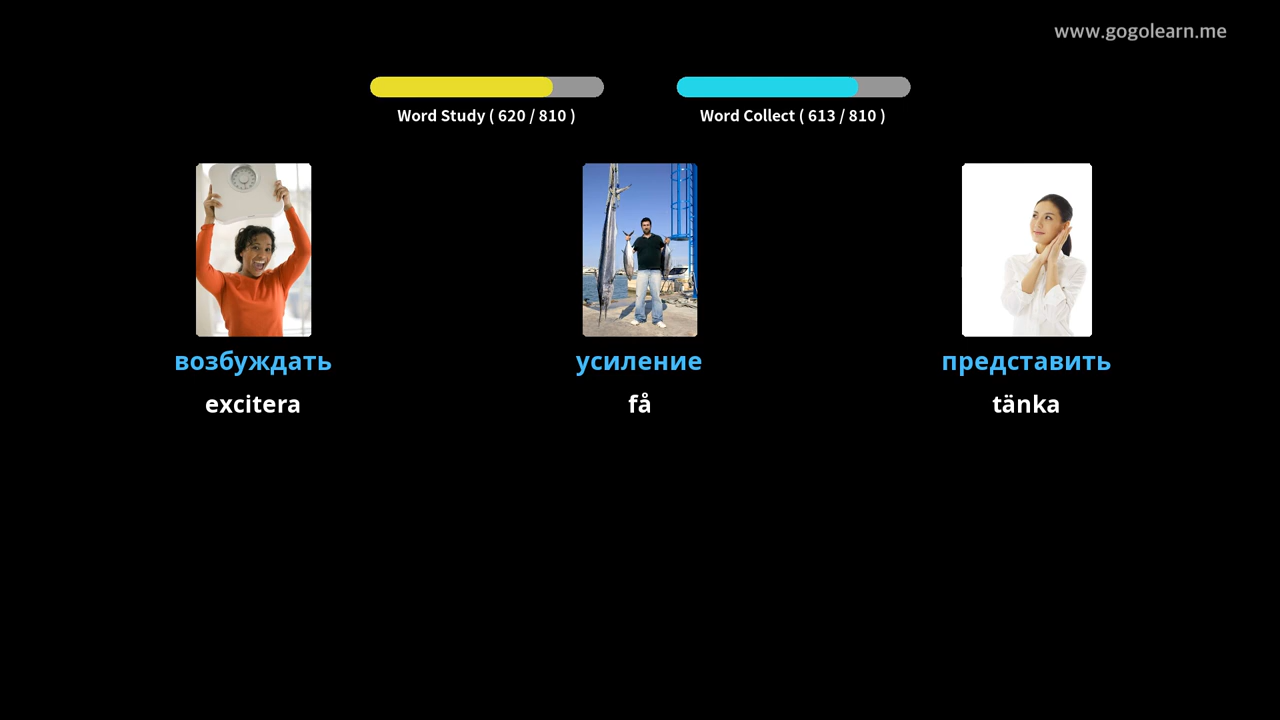 www.gogolearn.me
Word Study ( 620 / 810 )
Word Collect ( 613 / 810 )
возбуждать
усиление
представить
excitera
få
tänka